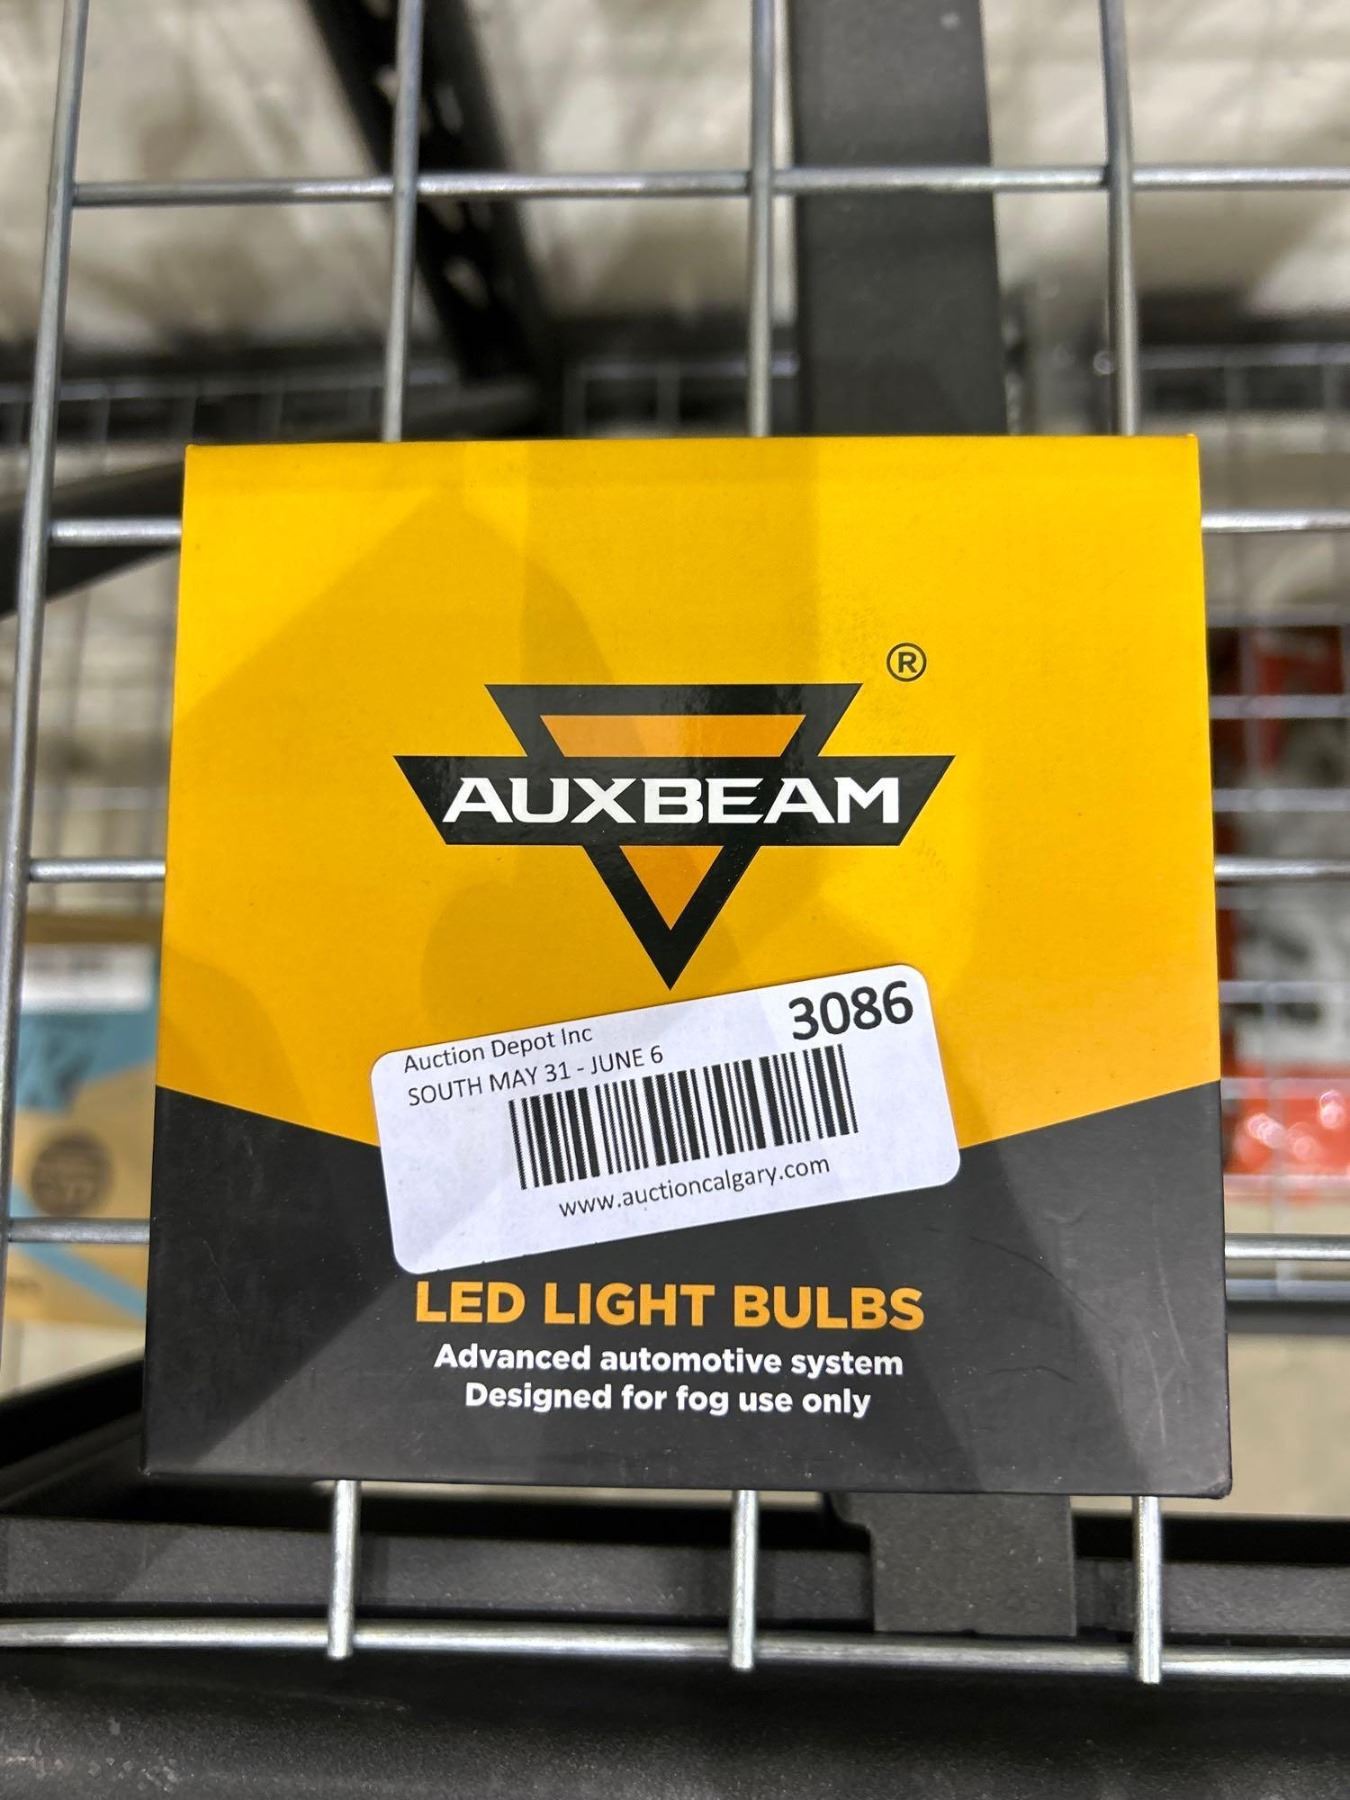 ®
AUXBEAM
3086
Auction Depot Inc
SOUTH MAY 31 - JUNE 6
www.auctioncalgary.com
LED LIGHT BULBS
Advanced automotive system
Designed for fog use only